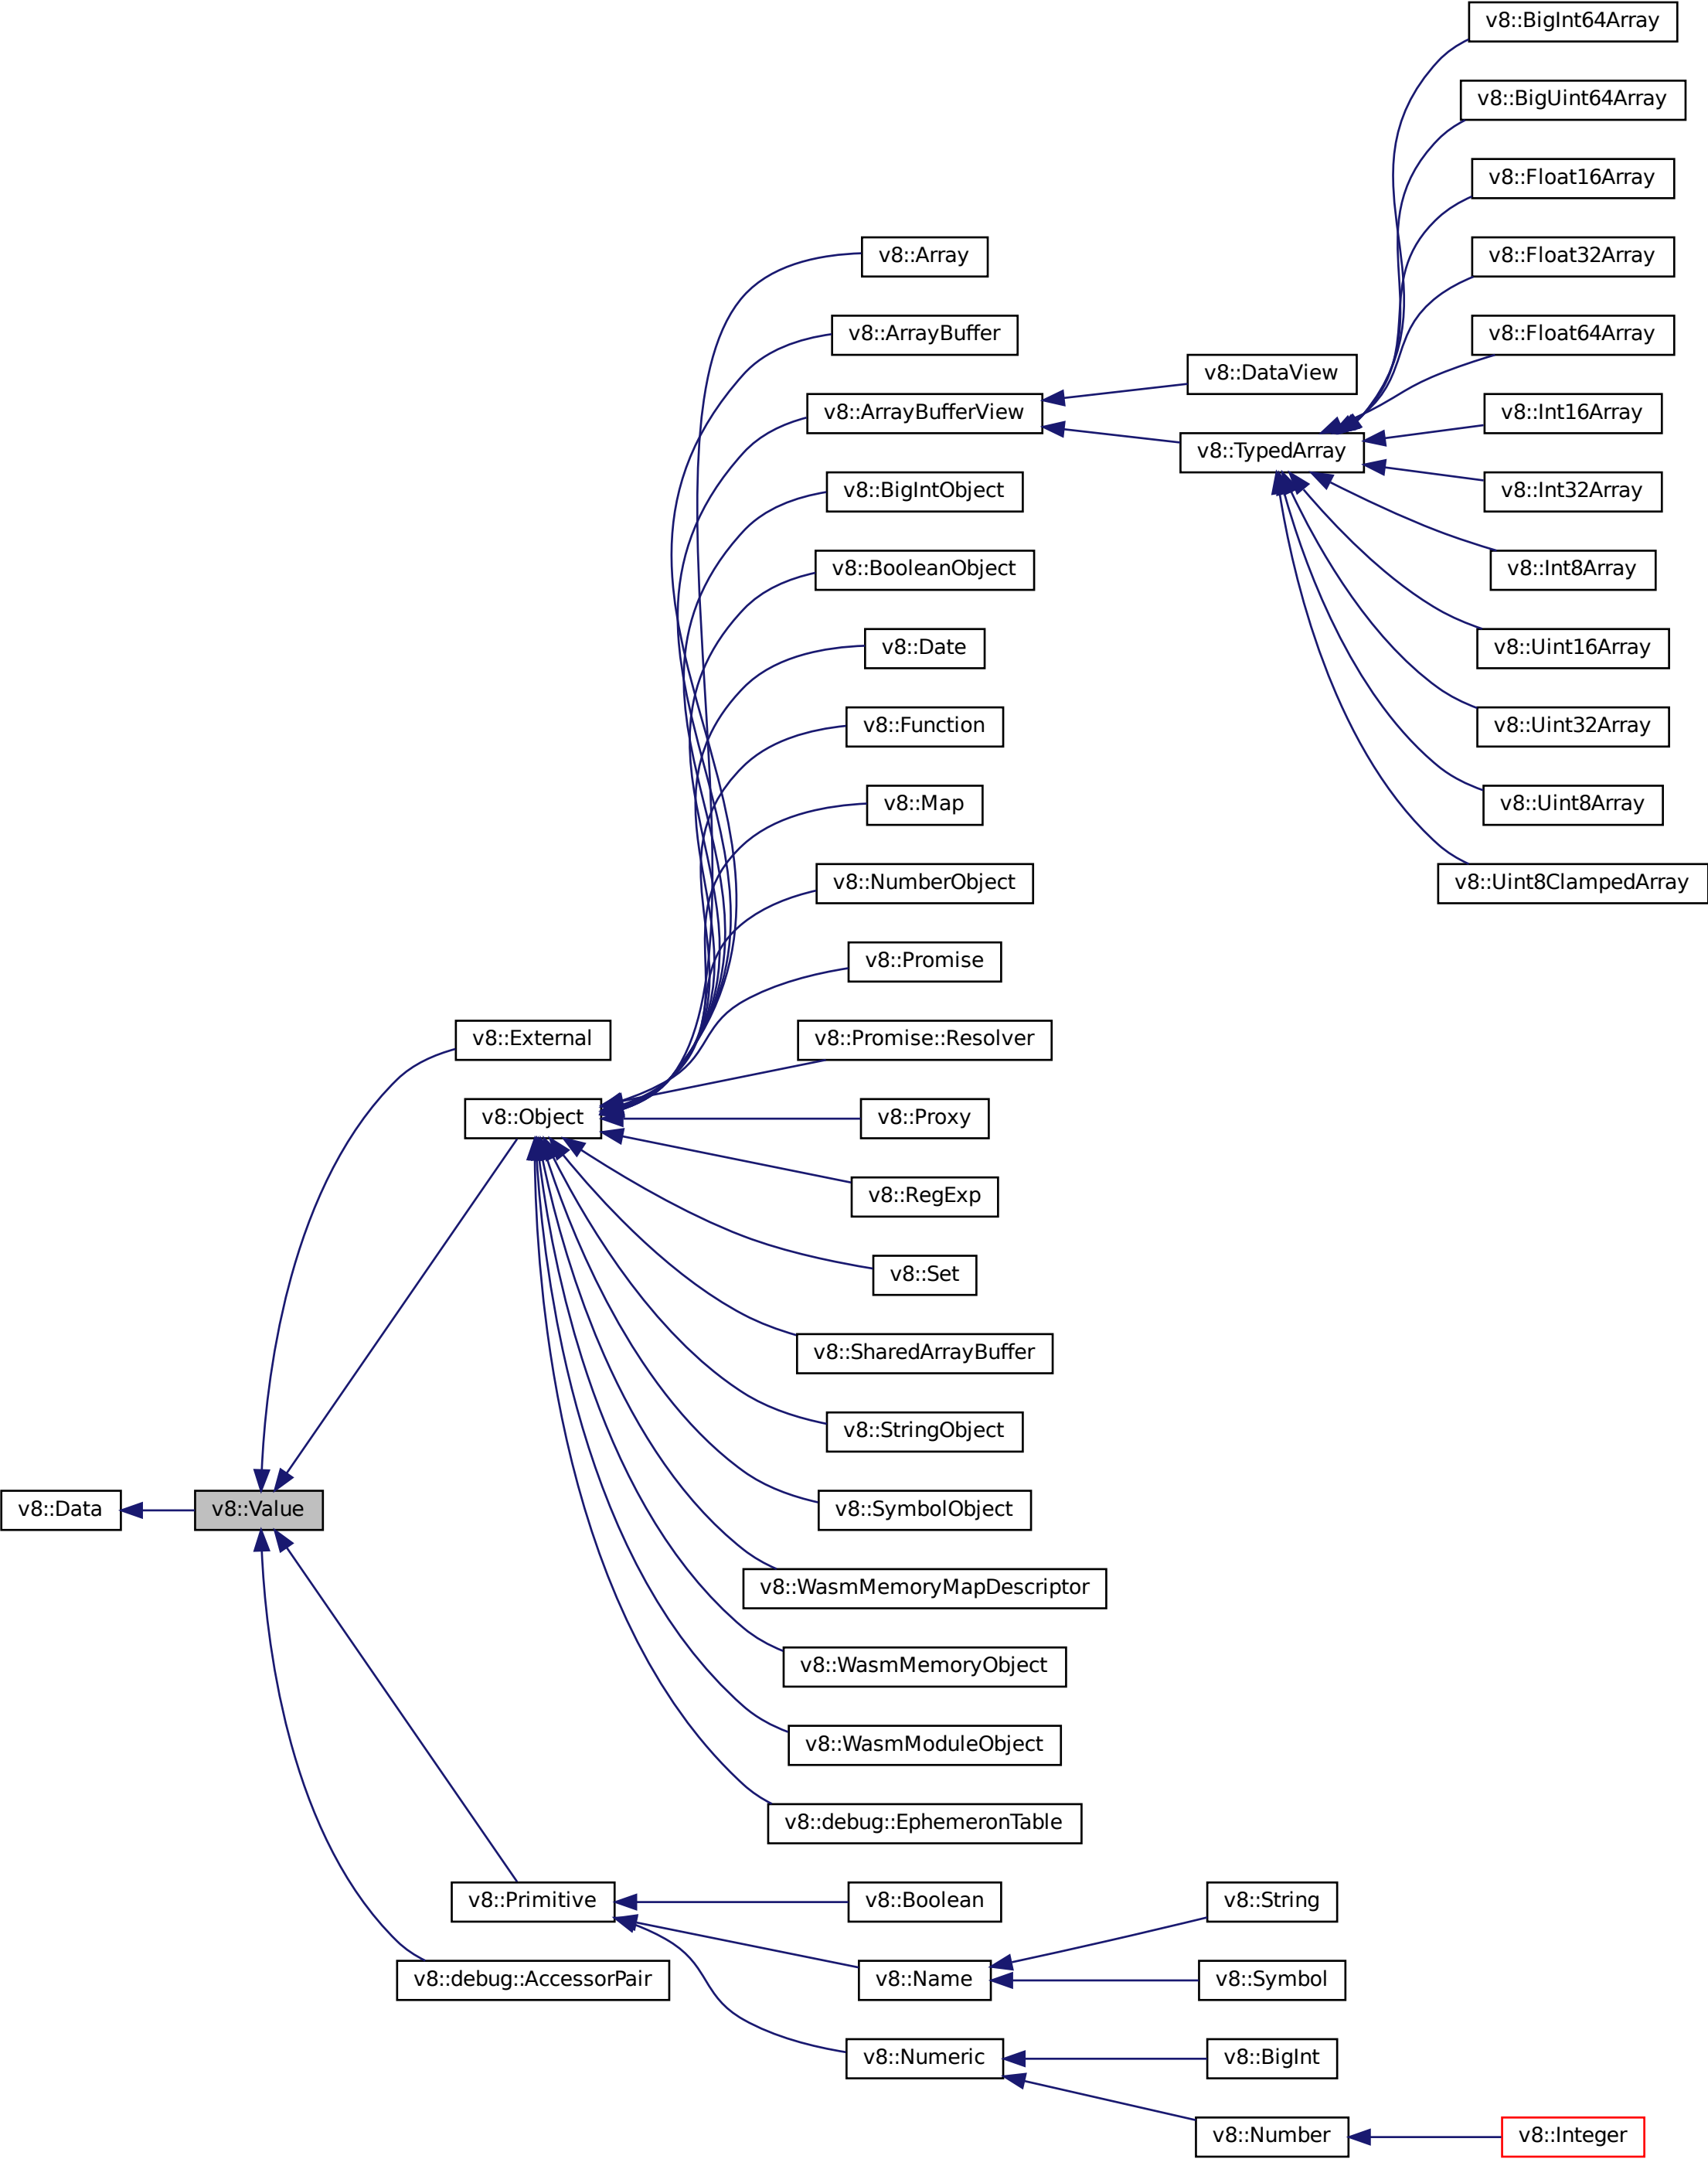 v8::BigInt64Array
v8::BigUint64Array
v8::Float16Array
v8::Array
v8::Float32Array
v8::ArrayBuffer
v8::Float64Array
v8::DataView
v8::ArrayBufferView
v8::Int16Array
v8::TypedArray
v8::BigIntObject
v8::Int32Array
v8::BooleanObject
v8::Int8Array
v8::Date
v8::Uint16Array
v8::Function
v8::Uint32Array
v8::Map
v8::Uint8Array
v8::NumberObject
v8::Uint8ClampedArray
v8::Promise
v8::External
v8::Promise::Resolver
v8::Object
v8::Proxy
v8::RegExp
v8::Set
v8::SharedArrayBuffer
v8::StringObject
v8::Data
v8::Value
v8::SymbolObject
v8::WasmMemoryMapDescriptor
v8::WasmMemoryObject
v8::WasmModuleObject
v8::debug::EphemeronTable
v8::Primitive
v8::Boolean
v8::String
v8::debug::AccessorPair
v8::Name
v8::Symbol
v8::Numeric
v8::BigInt
v8::Number
v8::Integer